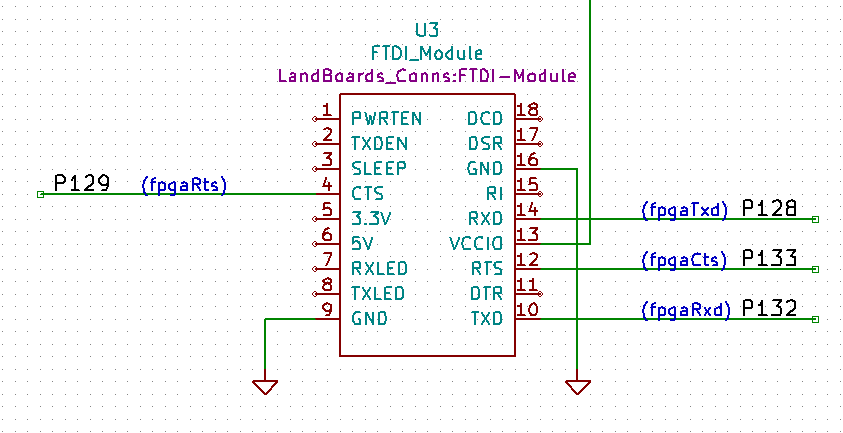 U3
FTDI_Module
LandBoards_Conns:FTDI-Module
1 PWRTEN DCD 18
2 TXDEN DSR 17
3 SLEEP GND 16
P129 (fpgaRts) 4 CTS RI 15
5 3.3V RXD 14 (fpgaTxd) P128
6 5V VCCIO 13
7 RXLED RTS 12 (fpgaCts) P133
8 TXLED DTR 11
9 GND TXD 10 (fpgaRxd) P132